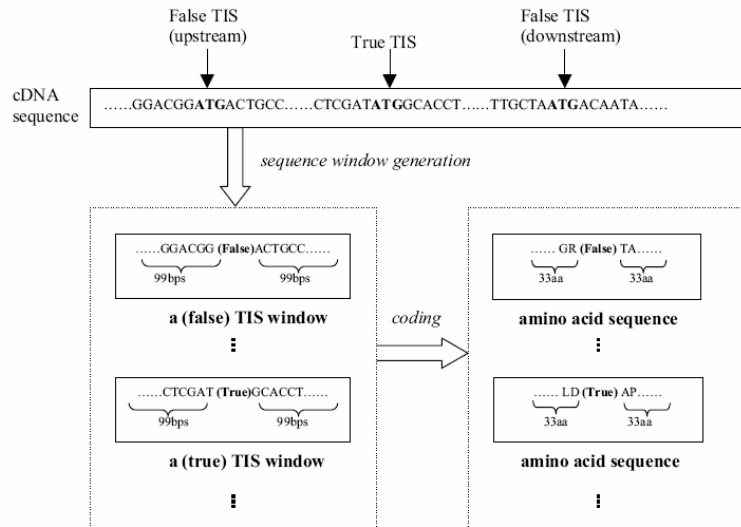 False TIS
(upstream)
True TIS
False TIS
(downstream)
cDNA
sequence
……GGACGGATGACTGCC……CTCGATATGGCACCT……TTGCTAATGACAATA……
sequence window generation
……GGACGG (False)ACTGCC……
99bps 99bps
a (false) TIS window
……CTCGAT (True)GCACCT……
99bps 99bps
a (true) TIS window
coding
…… GR (False) TA……
33aa 33aa
amino acid sequence
…… LD (True) AP……
33aa 33aa
amino acid sequence